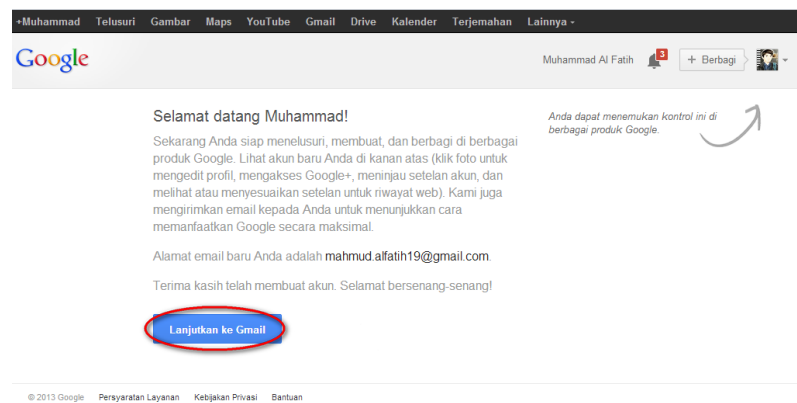 +Muhammad Telusuri Gambar Maps YouTube Gmail Drive Kalender Terjemahan Lainnya
Google
Muhammad Al Fatih 3 + Berbagi
Selamat datang Muhammad!
Sekarang Anda siap menelusuri, membuat, dan berbagi di berbagai
produk Google. Lihat akun baru Anda di kanan atas (klik foto untuk
mengedit profil, mengakses Google+, meninjau setelan akun, dan
melihat atau menyesuaikan setelan untuk riwayat web). Kami juga
mengirimkan email kepada Anda untuk menunjukkan cara
memanfaatkan Google secara maksimal.
Alamat email baru Anda adalah mahmud.alfatih19@gmail.com.
Terima kasih telah membuat akun. Selamat bersenang-senang!
Lanjutkan ke Gmail
Anda dapat menemukan kontrol ini di
berbagai produk Google.
© 2013 Google Persyaratan Layanan Kebijakan Privasi Bantuan